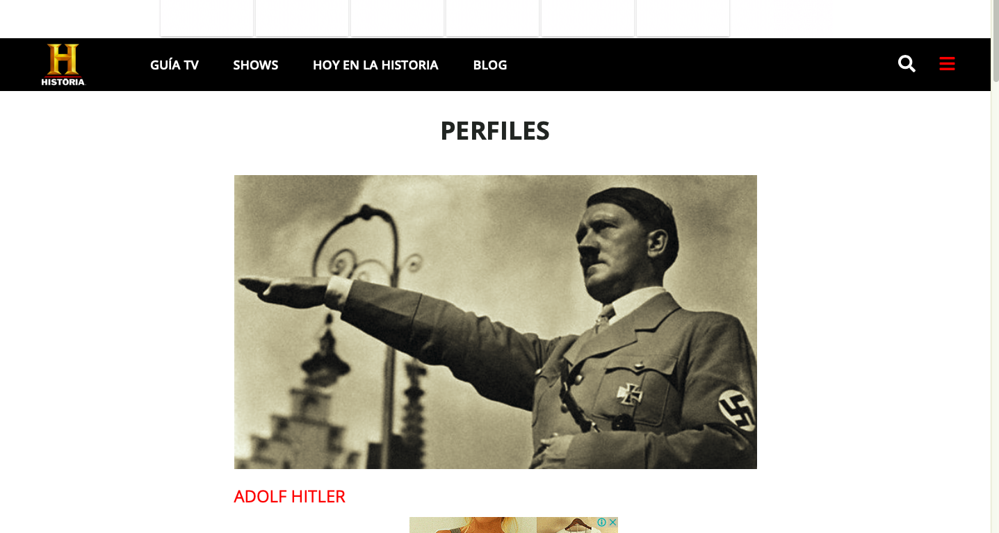 HISTORIA
GUÍA TV
SHOWS
HOY EN LA HISTORIA
BLOG
PERFILES
ADOLF HITLER